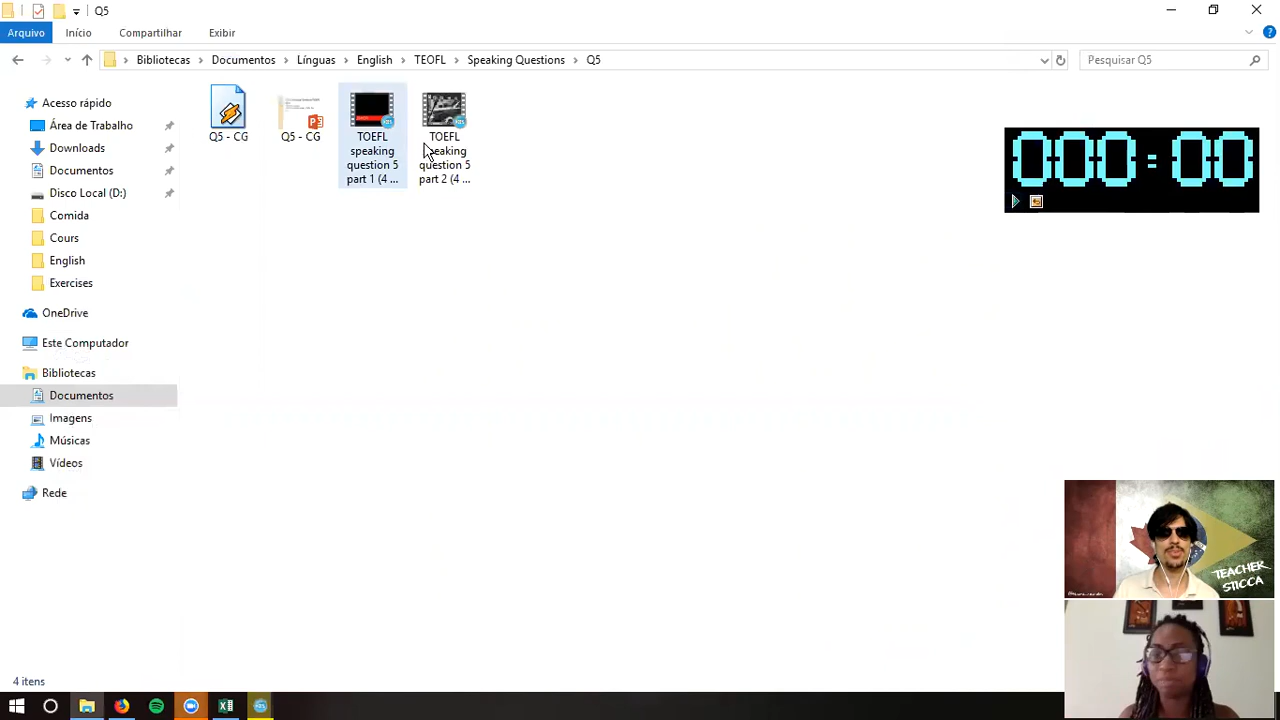 Q5
Arquivo
Início
Compartilhar
Exibir
Bibliotecas
Documentos
Línguas
English
TEOFL
Speaking Questions
Q5
Pesquisar Q5
Acesso rápido
Área de Trabalho
Downloads
Documentos
Disco Local (D:)
Comida
Cours
English
Exercises
OneDrive
Este Computador
Bibliotecas
Documentos
Imagens
Músicas
Vídeos
Rede
Q5 - CG
Q5 - CG
TOEFL
speaking
question 5
part 1 (4 ...
TOEFL
speaking
question 5
part 2 (4 ...
000:00
TEACHER
STICCA
4 itens